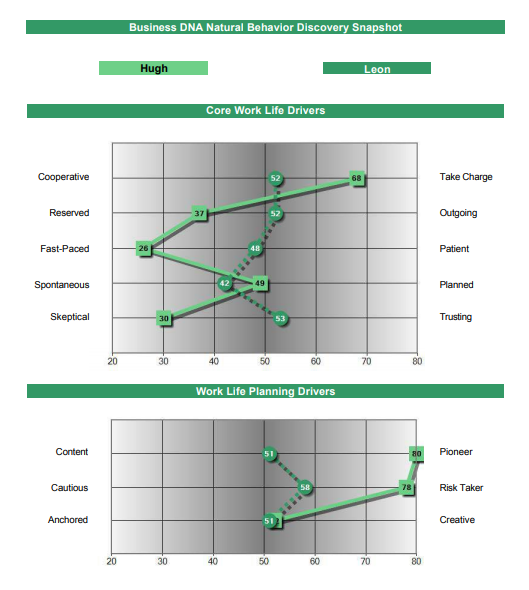 Business DNA Natural Behavior Discovery Snapshot
Hugh Leon
Core Work Life Drivers
Cooperative 52 68 Take Charge
Reserved 37 52 Outgoing
Fast-Paced 26 48 Patient
Spontaneous 42 49 Planned
Skeptical 30 53 Trusting
20 30 40 50 60 70 80
Work Life Planning Drivers
Content 51 80 Pioneer
Cautious 58 78 Risk Taker
Anchored 51 Creative
20 30 40 50 60 70 80